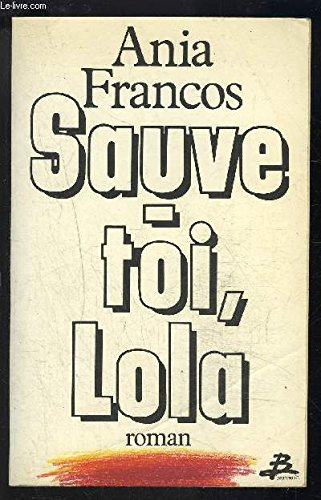 Le-livre.com
Ania
Francos
Sauve
-
toi,
Lola
roman
B